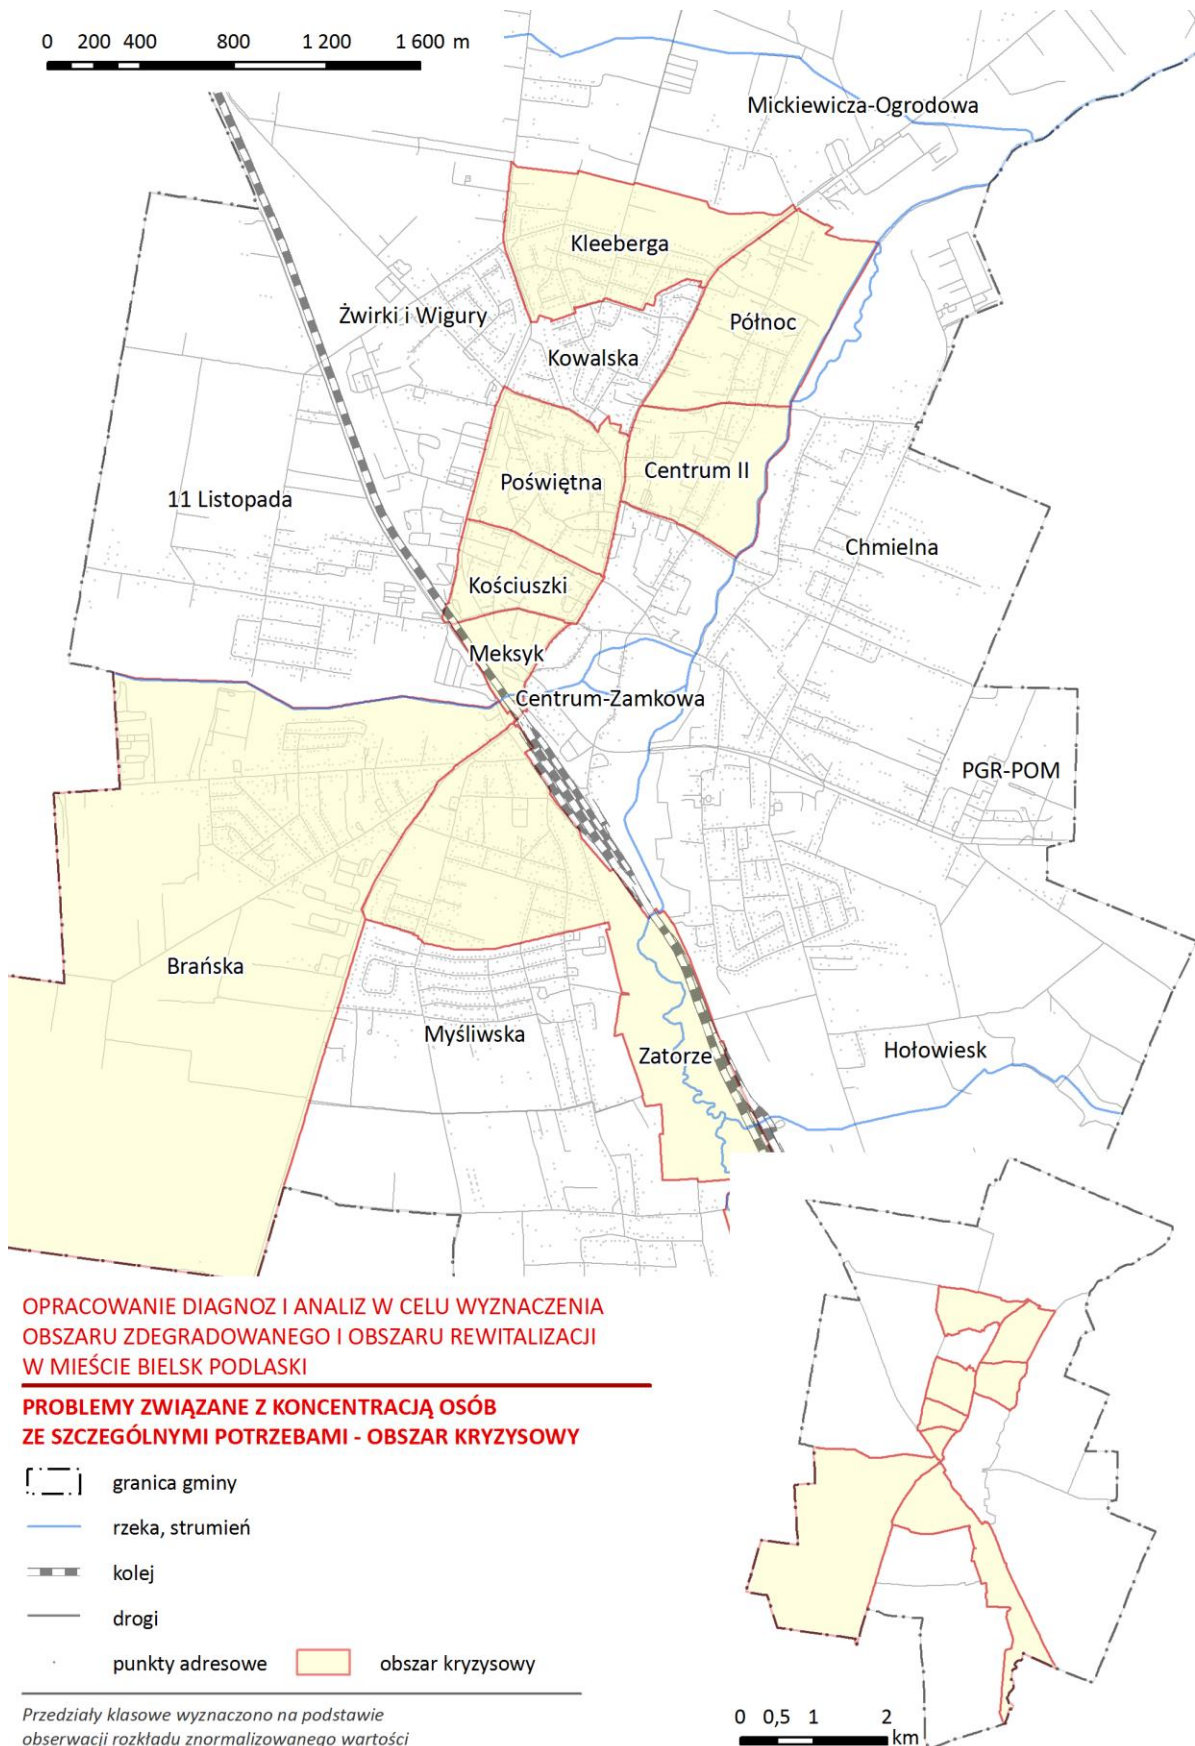 0 200 400 800 1 200 1 600 m
Mickiewicza-Ogrodowa
Kleeberga
Żwirki i Wigury
Północ
Kowalska
Poświętna
Centrum II
11 Listopada
Chmielna
Kościuszki
Meksyk
Centrum-Zamkowa
PGR-POM
Brańska
Myśliwska
Zatorze
Hołowiesk
OPRACOWANIE DIAGNOZ I ANALIZ W CELU WYZNACZENIA
OBSZARU ZDEGRADOWANEGO I OBSZARU REWITALIZACJI
W MIEŚCIE BIELSK PODLASKI
PROBLEMY ZWIĄZANE Z KONCENTRACJĄ OSÓB
ZE SZCZEGÓLNYMI POTRZEBAMI - OBSZAR KRYZYSOWY
granica gminy
rzeka, strumień
kolej
drogi
punkty adresowe obszar kryzysowy
Przedziały klasowe wyznaczono na podstawie
obserwacji rozkładu znormalizowanego wartości
0 0,5 1 2
km